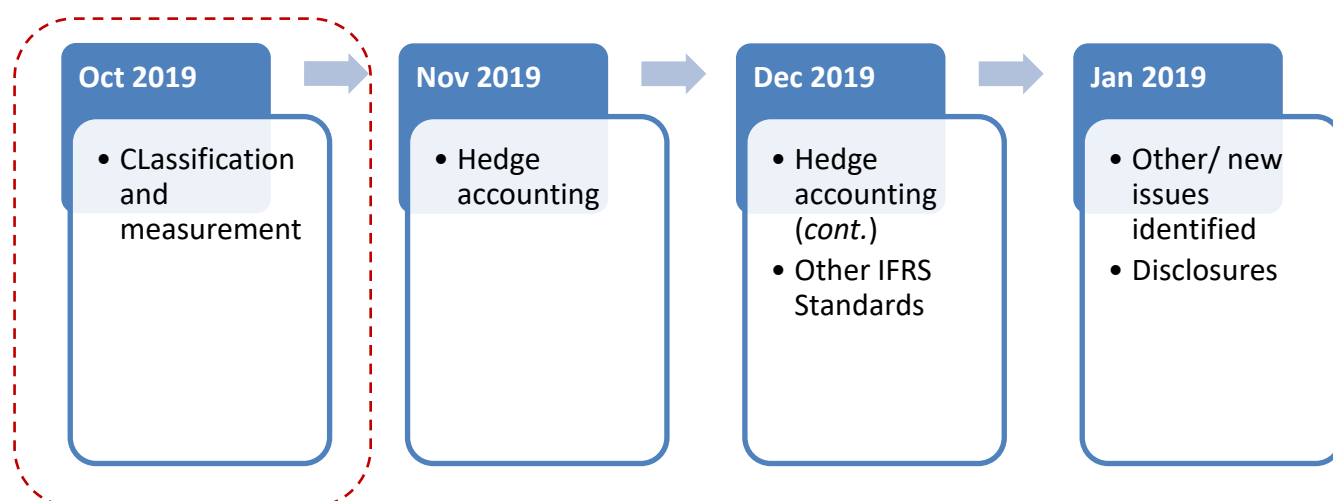 Oct 2019
• CLassification
and
measurement
Nov 2019
• Hedge
accounting
Dec 2019
• Hedge
accounting
(cont.)
• Other IFRS
Standards
Jan 2019
• Other/ new
issues
identified
• Disclosures